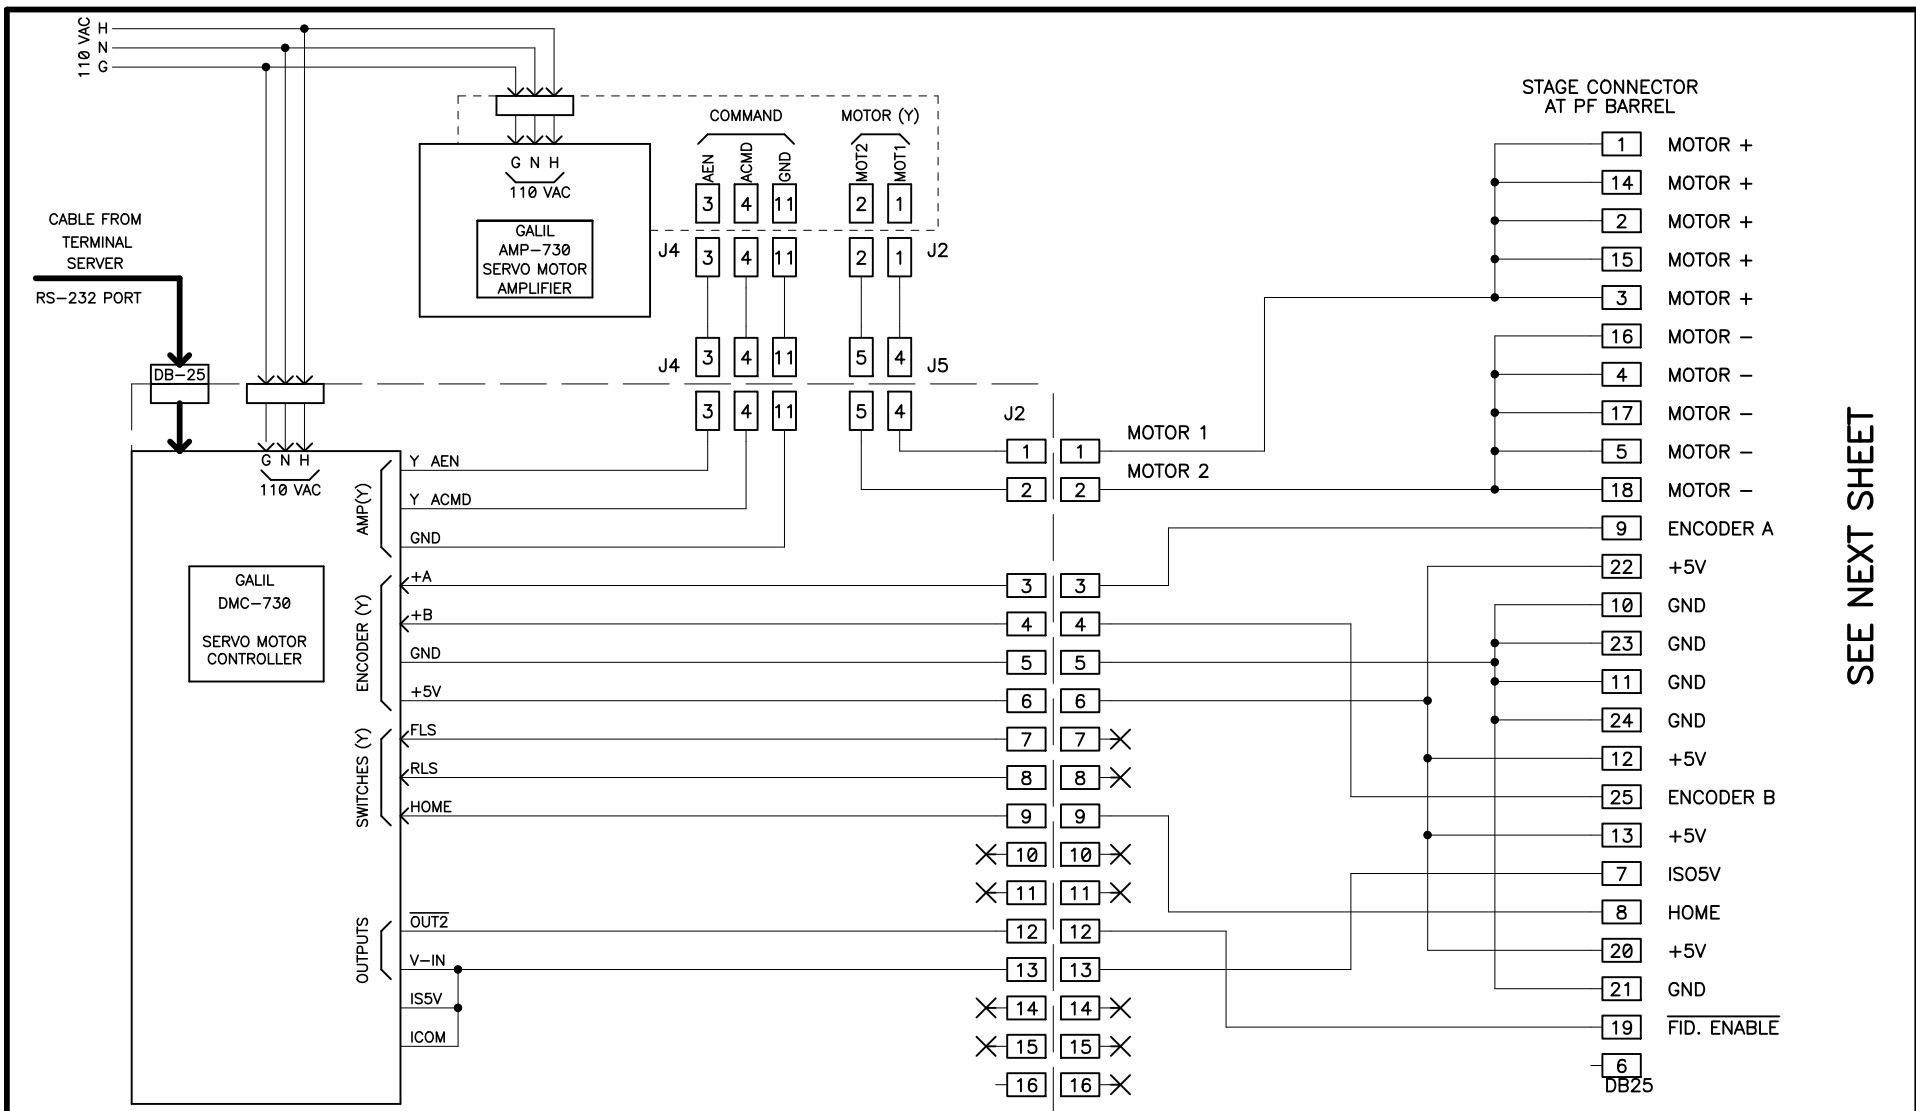 110 VAC
H
N
G
COMMAND
MOTOR (Y)
AEN
ACMD
GND
MOT2
MOT1
G N H
110 VAC
3
4
11
2
1
GALIL
AMP-730
SERVO MOTOR
AMPLIFIER
J4
3
4
11
2
1
J2
CABLE FROM
TERMINAL
SERVER
RS-232 PORT
DB-25
J4
3
4
11
5
4
J5
3
4
11
5
4
G N H
110 VAC
AMP(Y)
Y AEN
Y ACMD
GND
GALIL
DMC-730
SERVO MOTOR
CONTROLLER
ENCODER (Y)
+A
+B
GND
+5V
SWITCHES (Y)
FLS
RLS
HOME
OUTPUTS
OUT2
V-IN
IS5V
ICOM
J2
1 1 MOTOR 1
2 2 MOTOR 2
3 3
4 4
5 5
6 6
7 7
8 8
9 9
10 10
11 11
12 12
13 13
14 14
15 15
16 16
STAGE CONNECTOR
AT PF BARREL
1 MOTOR +
14 MOTOR +
2 MOTOR +
15 MOTOR +
3 MOTOR +
16 MOTOR -
4 MOTOR -
17 MOTOR -
5 MOTOR -
18 MOTOR -
9 ENCODER A
22 +5V
10 GND
23 GND
11 GND
24 GND
12 +5V
25 ENCODER B
13 +5V
7 ISO5V
8 HOME
20 +5V
21 GND
19 FID. ENABLE
6
DB25
SEE NEXT SHEET